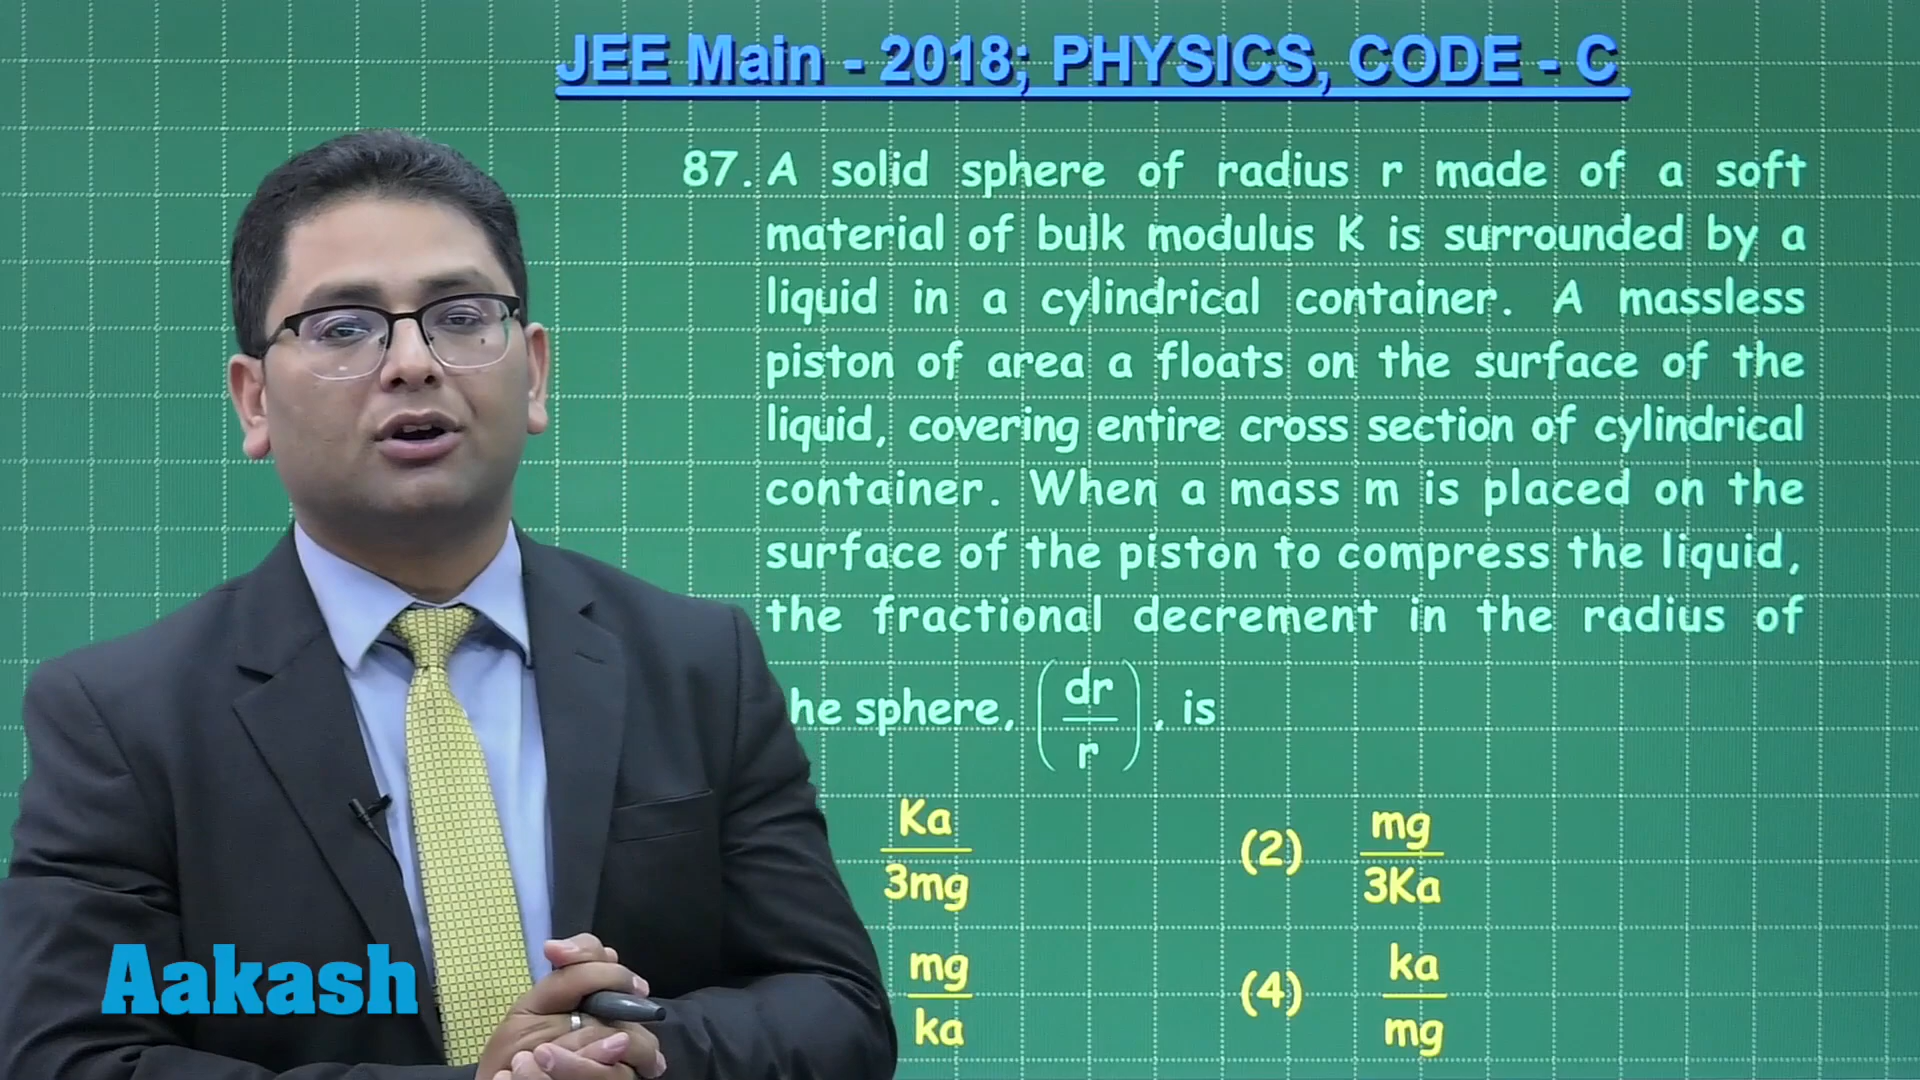 JEE Main - 2018; PHYSICS, CODE - C
87. A solid sphere of radius r made of a soft
material of bulk modulus K is surrounded by a
liquid in a cylindrical container. A massless
piston of area a floats on the surface of the
liquid, covering entire cross section of cylindrical
container. When a mass m is placed on the
surface of the piston to compress the liquid,
the fractional decrement in the radius of
he sphere, (dr/r), is
Ka/3mg (2) mg/3Ka
mg/ka (4) ka/mg
Aakash